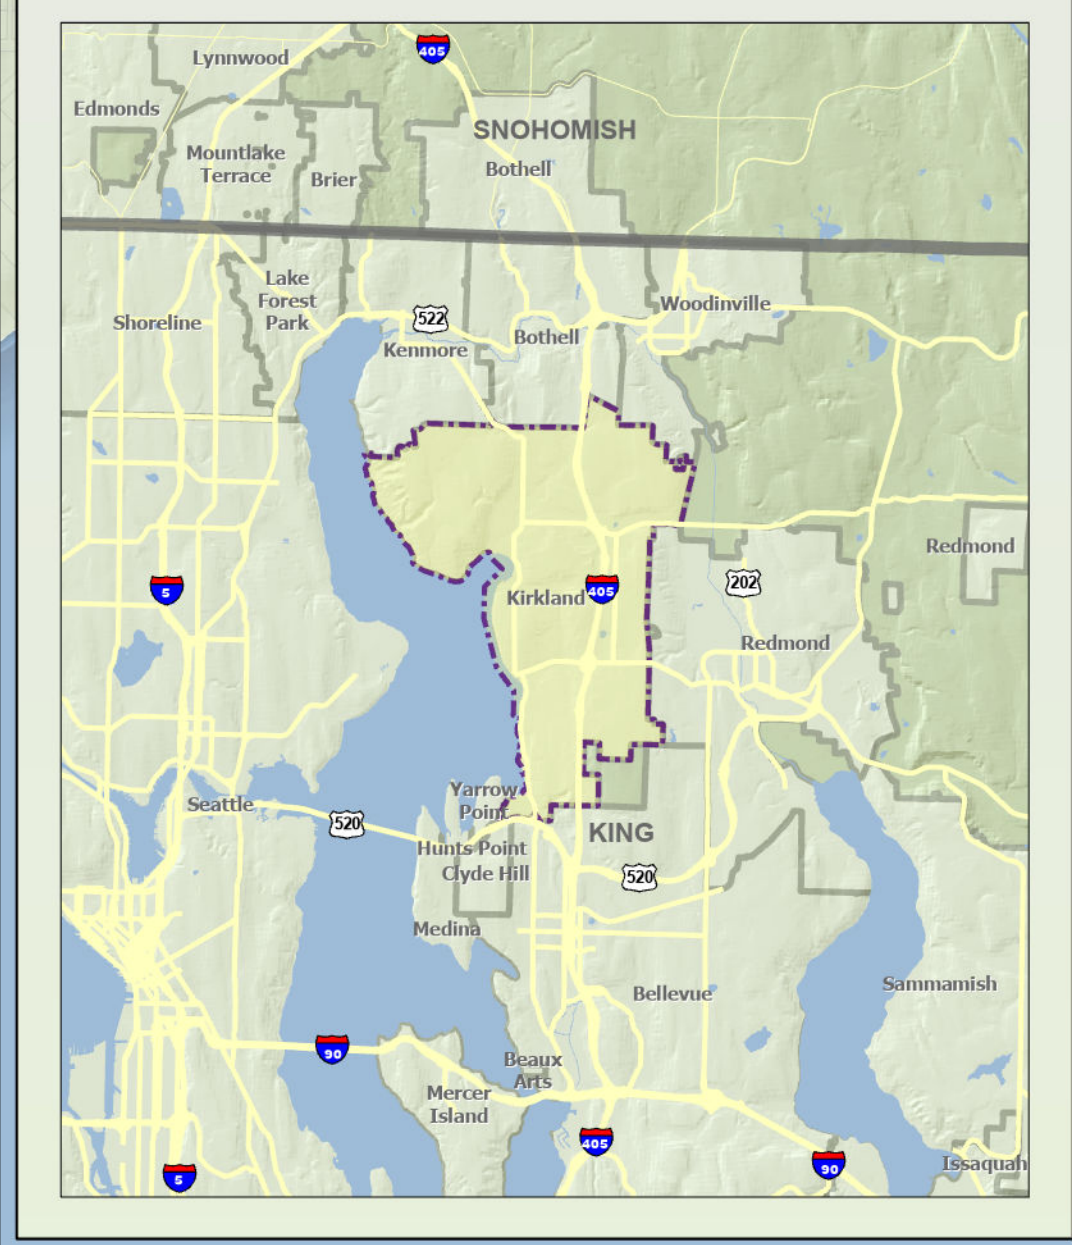 405
Lynnwood
Edmonds
SNOHOMISH
Mountlake
Terrace
Brier
Bothell
Lake
Forest
Park
Shoreline
522
Kenmore
Bothell
Woodinville
Redmond
5
Kirkland
405
202
Redmond
Yarrow
Point
Seattle
520
KING
Hunts Point
Clyde Hill
520
Medina
Bellevue
Sammamish
90
Beaux
Arts
Mercer
Island
405
90
Issaquah
5